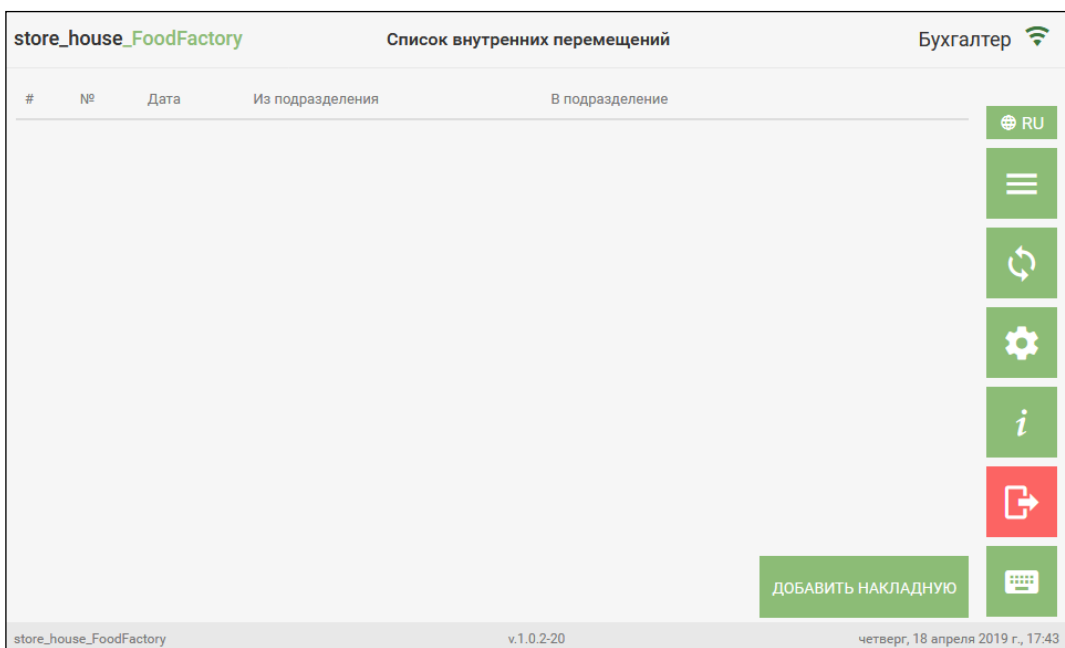 store_house_FoodFactory Список внутренних перемещений Бухгалтер
# № Дата Из подразделения В подразделение
RU
i
ДОБАВИТЬ НАКЛАДНУЮ
store_house_FoodFactory v.1.0.2-20 четверг, 18 апреля 2019 г., 17:43